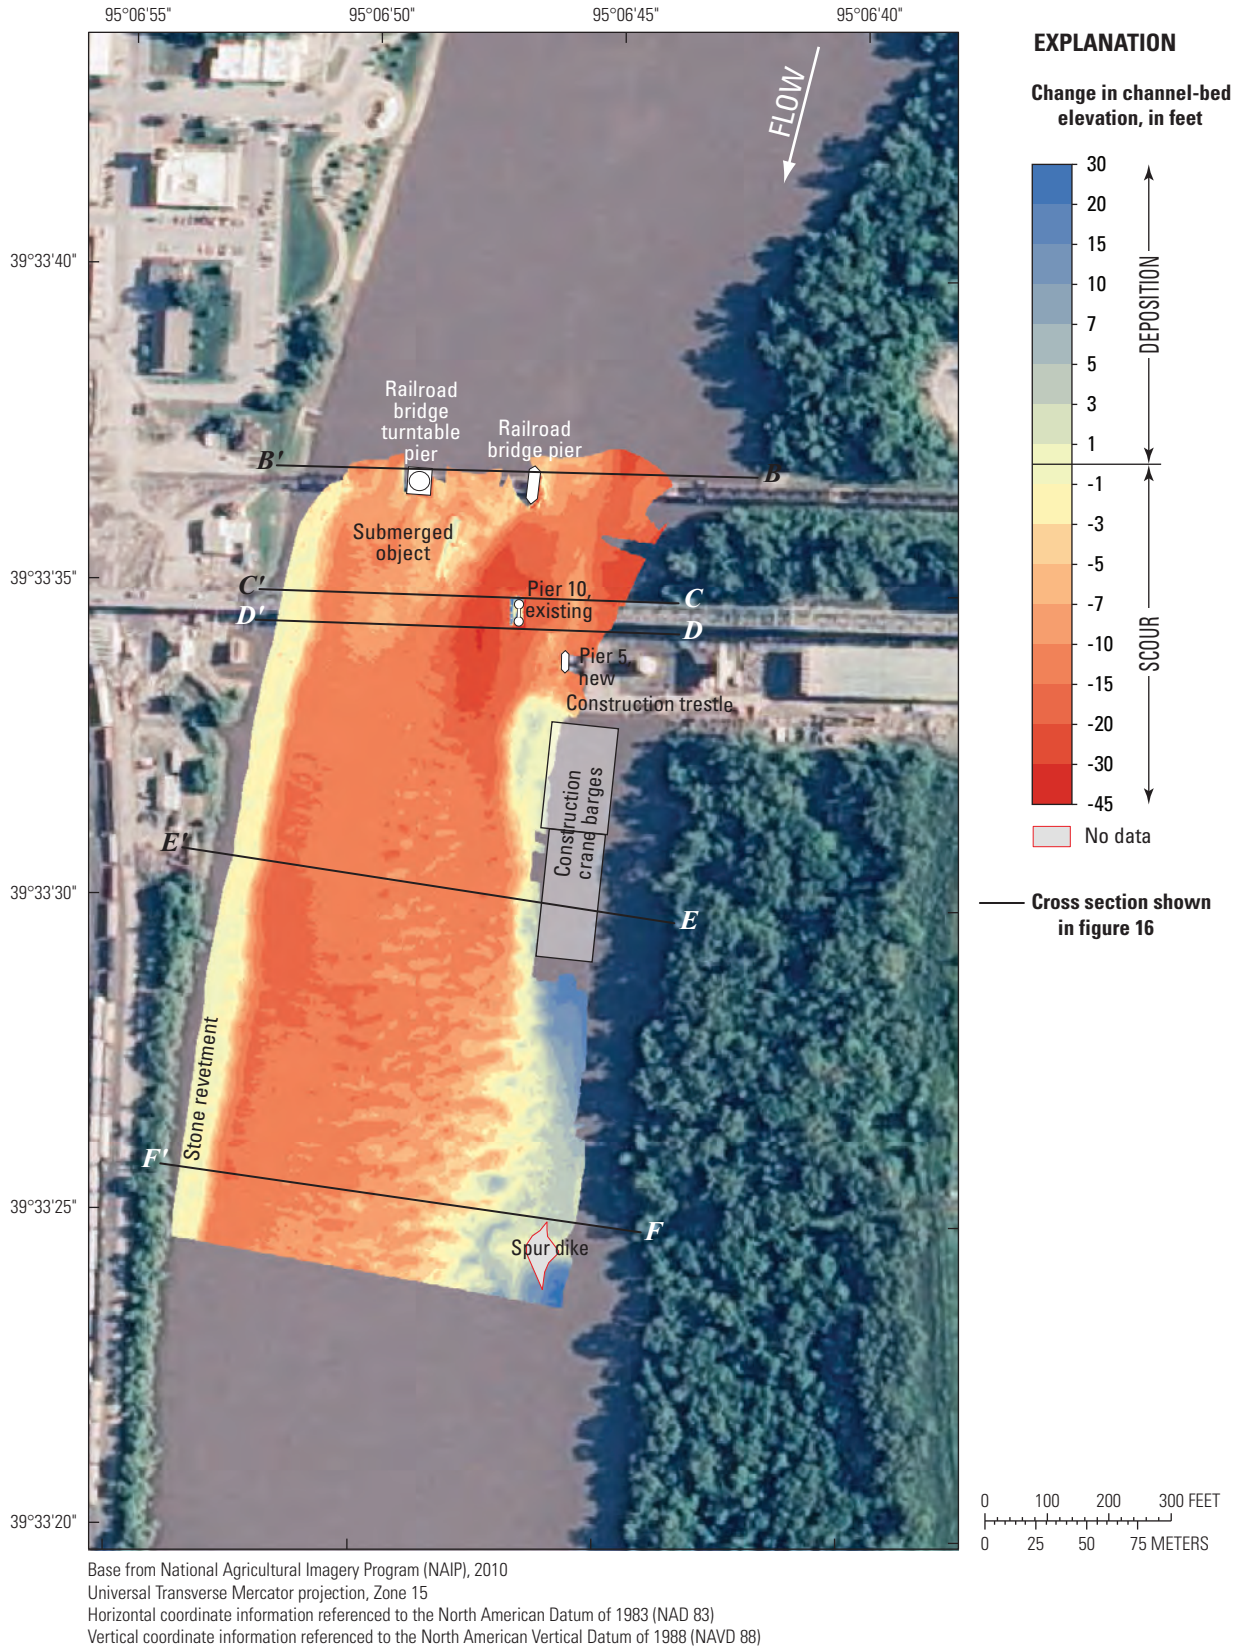 95°06'55"
95°06'50"
95°06'45"
95°06'40"
39°33'40"
39°33'35"
39°33'30"
39°33'25"
39°33'20"
FLOW
Railroad
bridge
turntable
pier
Railroad
bridge pier
B'
B
Submerged
object
C'
C
Pier 10,
existing
D'
D
Pier 5,
new
Construction trestle
Construction
crane barges
E'
E
Stone revetment
F'
F
Spur dike
EXPLANATION
Change in channel-bed
elevation, in feet
30
20
15
10
7
5
3
1
-1
-3
-5
-7
-10
-15
-20
-30
-45
DEPOSITION
SCOUR
No data
Cross section shown
in figure 16
0 100 200 300 FEET
0 25 50 75 METERS
Base from National Agricultural Imagery Program (NAIP), 2010
Universal Transverse Mercator projection, Zone 15
Horizontal coordinate information referenced to the North American Datum of 1983 (NAD 83)
Vertical coordinate information referenced to the North American Vertical Datum of 1988 (NAVD 88)